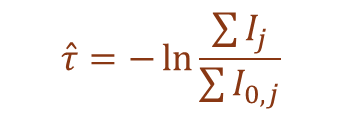 τ̂ = − ln ∑ I_j / ∑ I_{0,j}